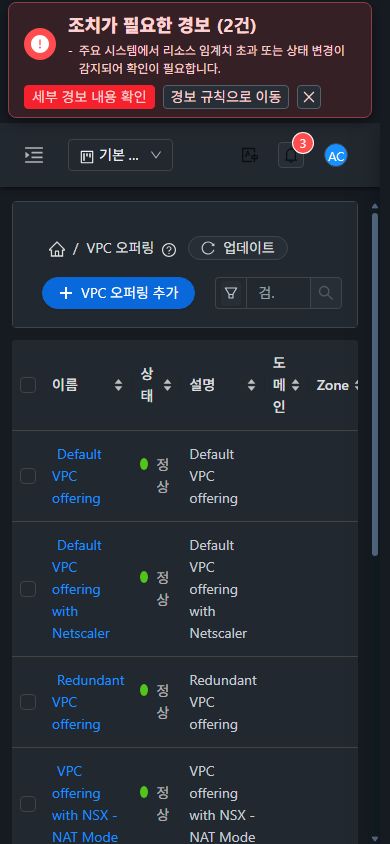 조치가 필요한 경보 (2건)
- 주요 시스템에서 리소스 임계치 초과 또는 상태 변경이
감지되어 확인이 필요합니다.
세부 경보 내용 확인
경보 규칙으로 이동
기본 ...
3
AC
/ VPC 오퍼링
업데이트
+ VPC 오퍼링 추가
검.
이름
상
태
설명
도
메
인
Zone
Default
VPC
offering
정
상
Default
VPC
offering
Default
VPC
offering
with
Netscaler
정
상
Default
VPC
offering
with
Netscaler
Redundant
VPC
offering
정
상
Redundant
VPC
offering
VPC
offering
with NSX -
NAT Mode
정
상
VPC
offering
with NSX -
NAT Mode